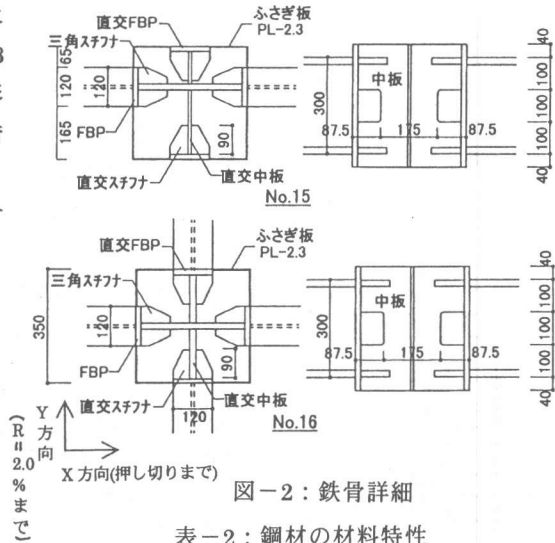 直交FBP
ふさぎ板
PL-2.3
三角スチフナ
65
120
165
120
FBP
90
直交スチフナ
直交中板
No.15
中板
300
87.5
175
87.5
40
100
100
100
40
直交FBP
ふさぎ板
PL-2.3
三角スチフナ
350
120
FBP
90
直交スチフナ
直交中板
120
No.16
中板
300
87.5
175
87.5
40
100
100
100
40
Y方向
(R=2.0%まで)
X方向(押し切りまで)
図-2:鉄骨詳細
表-2:鋼材の材料特性